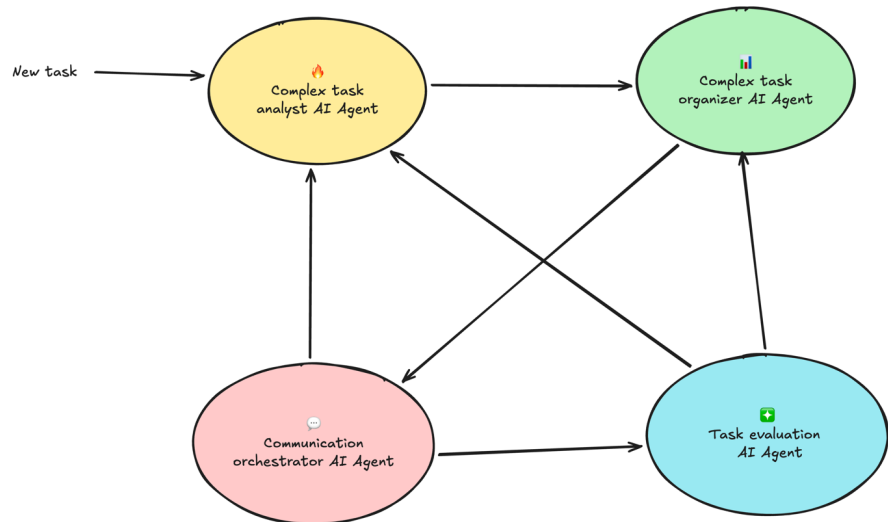 New task
🔥
Complex task
analyst AI Agent
📊
Complex task
organizer AI Agent
💬
Communication
orchestrator AI Agent
❇️
Task evaluation
AI Agent